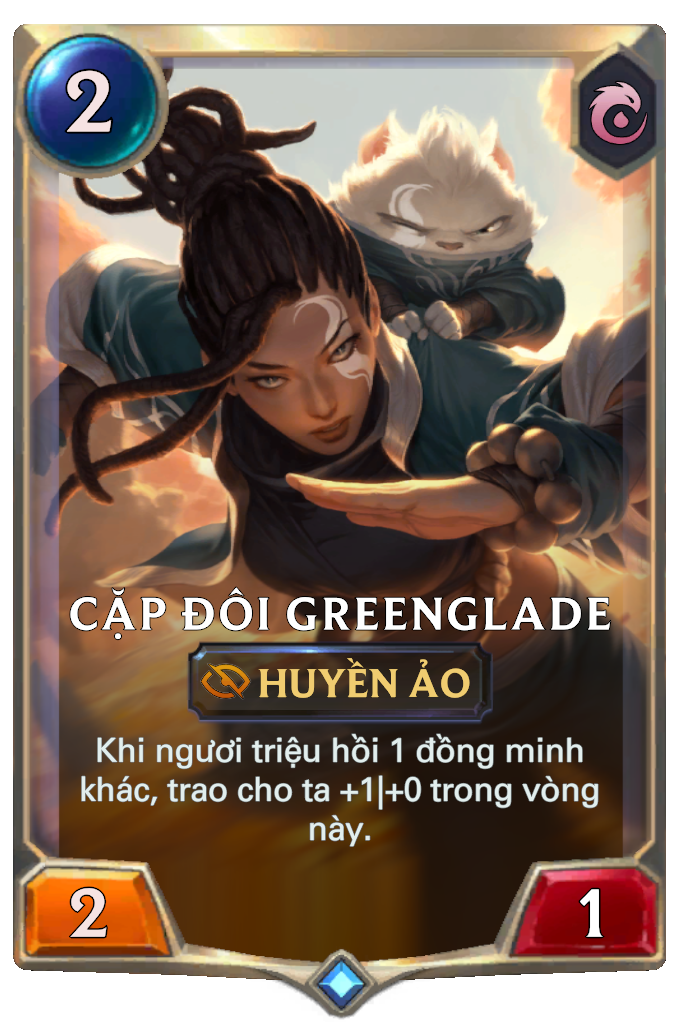 2
CẶP ĐÔI GREENGLADE
HUYỀN ẢO
Khi ngươi triệu hồi 1 đồng minh
khác, trao cho ta +1|+0 trong vòng
này.
2
1